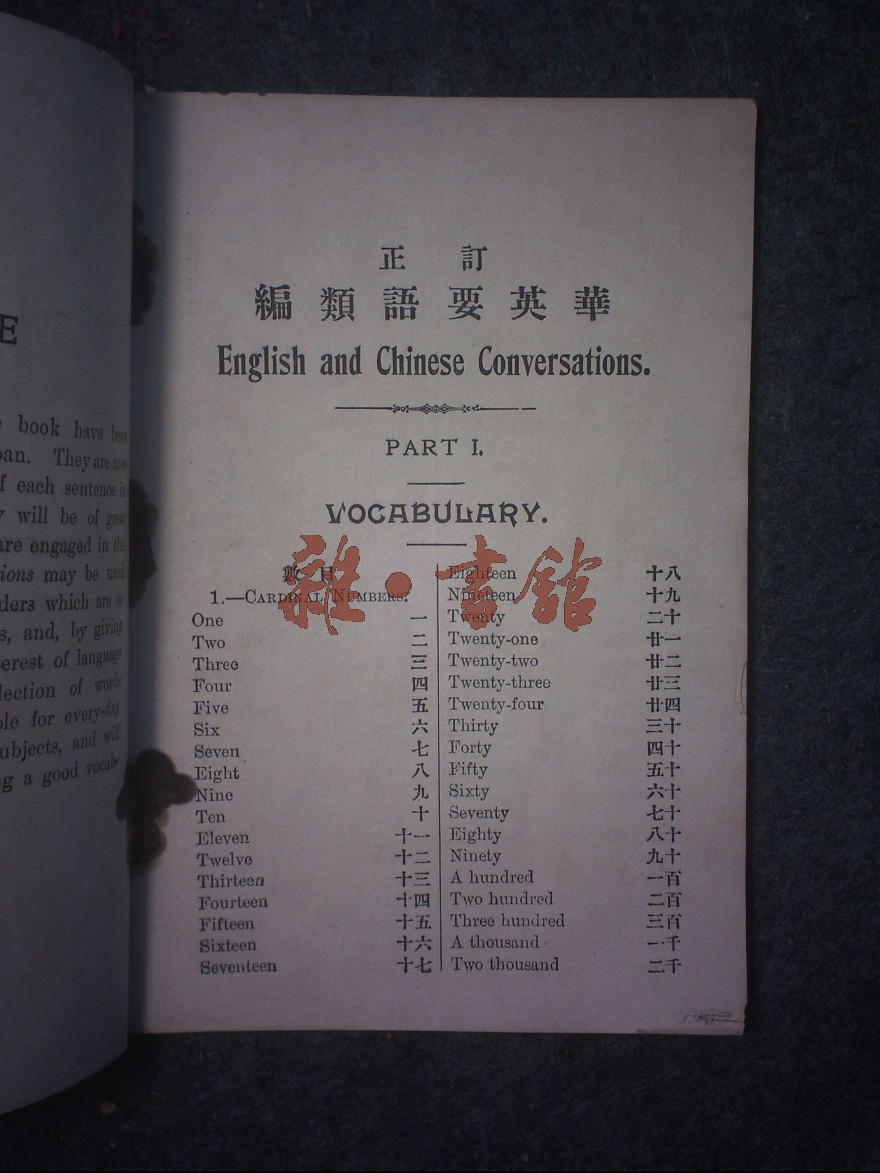 E
book have been
an. They are now
f each sentence in
y will be of great
are engaged in the
ions may be used
ders which are so
s, and, by giving
terest of language
lection of words
ple for every-day
ubjects, and will
g a good vocab-
訂正
華英要語類編
English and Chinese Conversations.
PART I.
VOCABULARY.
數目
1.—CARDINAL NUMBERS.
One 一
Two 二
Three 三
Four 四
Five 五
Six 六
Seven 七
Eight 八
Nine 九
Ten 十
Eleven 十一
Twelve 十二
Thirteen 十三
Fourteen 十四
Fifteen 十五
Sixteen 十六
Seventeen 十七
Eighteen 十八
Nineteen 十九
Twenty 二十
Twenty-one 廿一
Twenty-two 廿二
Twenty-three 廿三
Twenty-four 廿四
Thirty 三十
Forty 四十
Fifty 五十
Sixty 六十
Seventy 七十
Eighty 八十
Ninety 九十
A hundred 一百
Two hundred 二百
Three hundred 三百
A thousand 一千
Two thousand 二千
雜·書館